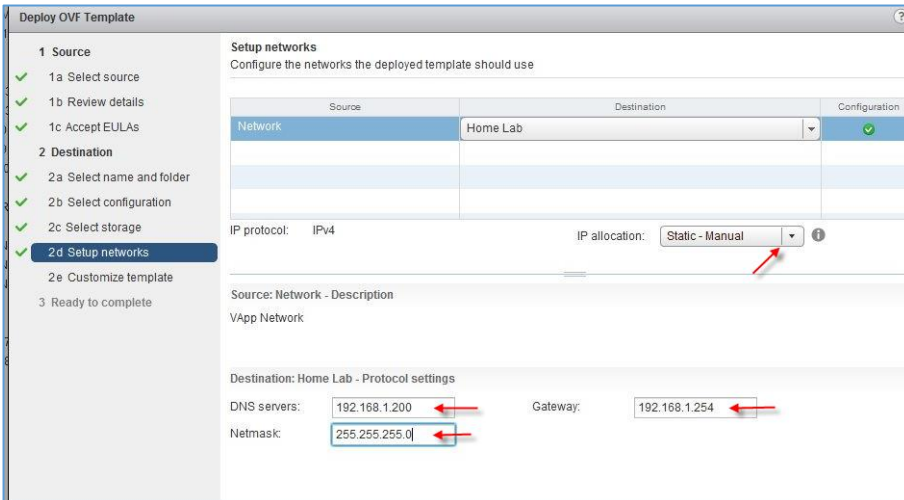 Deploy OVF Template
?
1 Source
1a Select source
1b Review details
1c Accept EULAs
2 Destination
2a Select name and folder
2b Select configuration
2c Select storage
2d Setup networks
2e Customize template
3 Ready to complete
Setup networks
Configure the networks the deployed template should use
Source Destination Configuration
Network Home Lab
IP protocol: IPv4 IP allocation: Static - Manual
Source: Network - Description
VApp Network
Destination: Home Lab - Protocol settings
DNS servers: 192.168.1.200 Gateway: 192.168.1.254
Netmask: 255.255.255.0